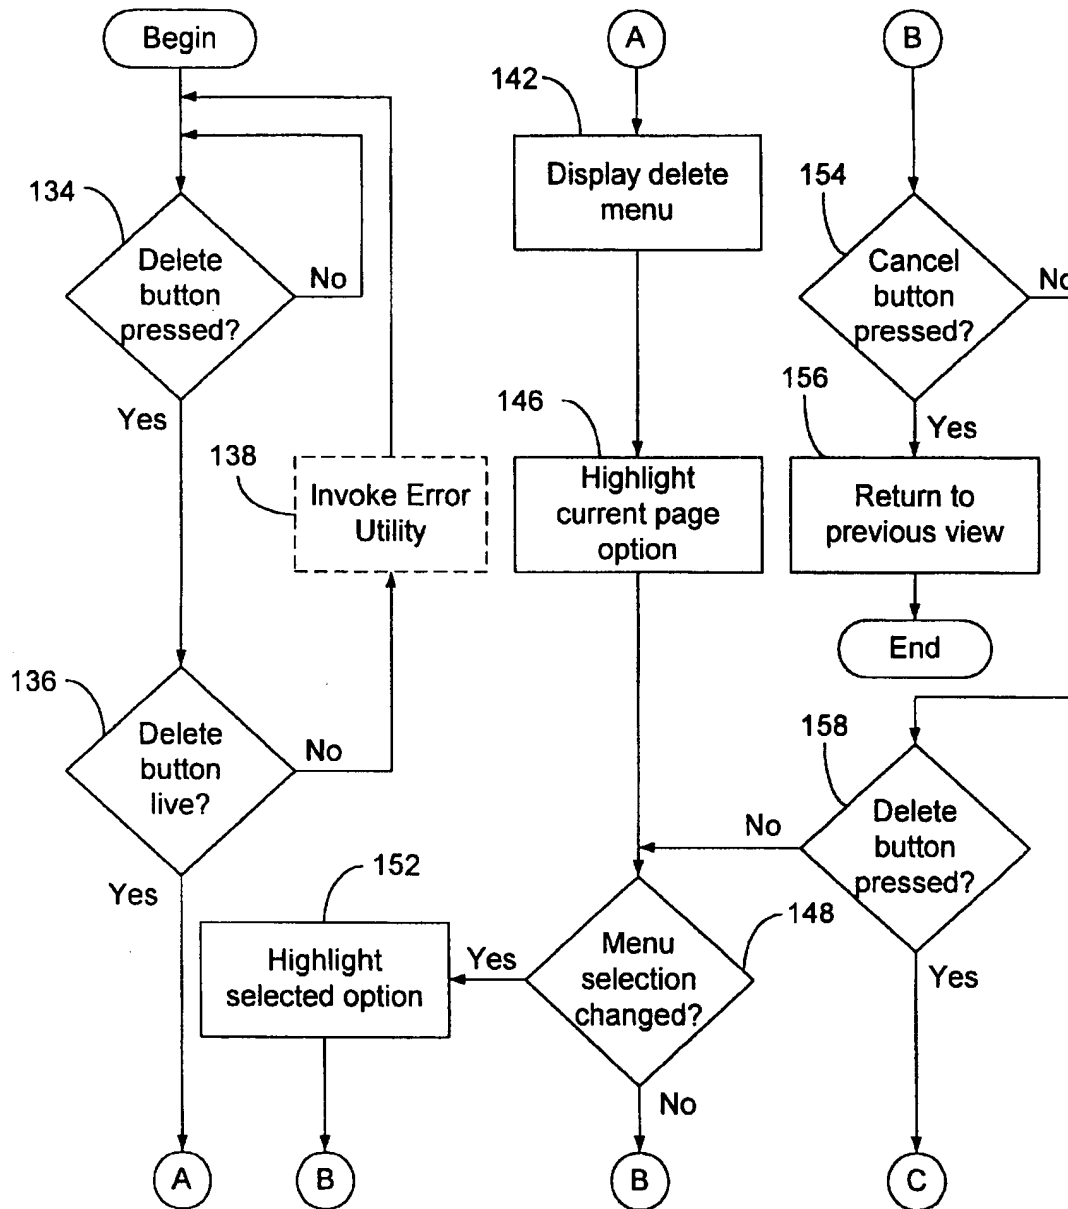 Begin
134
Delete
button
pressed?
No
Yes
138
Invoke Error
Utility
136
Delete
button
live?
No
Yes
A
152
Highlight
selected option
B
A
142
Display delete
menu
146
Highlight
current page
option
148
Menu
selection
changed?
Yes
No
B
B
154
Cancel
button
pressed?
No
Yes
156
Return to
previous view
End
158
Delete
button
pressed?
No
Yes
C